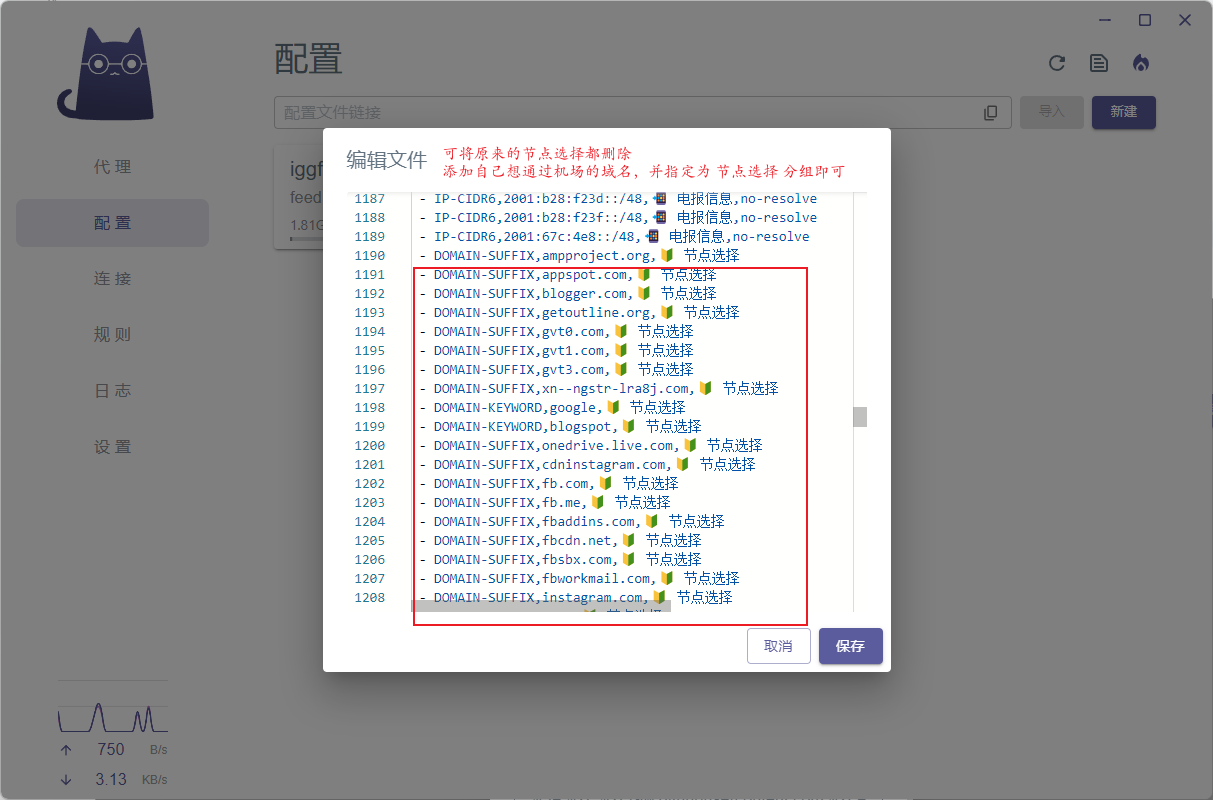 配置
配置文件链接
导入
新建
代理
配置
连接
规则
日志
设置
iggf
feed
1.81G
编辑文件
可将原来的节点选择都删除
添加自己想通过机场的域名，并指定为 节点选择 分组即可
1187 - IP-CIDR6,2001:b28:f23d::/48,📲 电报信息,no-resolve
1188 - IP-CIDR6,2001:b28:f23f::/48,📲 电报信息,no-resolve
1189 - IP-CIDR6,2001:67c:4e8::/48,📲 电报信息,no-resolve
1190 - DOMAIN-SUFFIX,ampproject.org,🔰 节点选择
1191 - DOMAIN-SUFFIX,appspot.com,🔰 节点选择
1192 - DOMAIN-SUFFIX,blogger.com,🔰 节点选择
1193 - DOMAIN-SUFFIX,getoutline.org,🔰 节点选择
1194 - DOMAIN-SUFFIX,gvt0.com,🔰 节点选择
1195 - DOMAIN-SUFFIX,gvt1.com,🔰 节点选择
1196 - DOMAIN-SUFFIX,gvt3.com,🔰 节点选择
1197 - DOMAIN-SUFFIX,xn--ngstr-lra8j.com,🔰 节点选择
1198 - DOMAIN-KEYWORD,google,🔰 节点选择
1199 - DOMAIN-KEYWORD,blogspot,🔰 节点选择
1200 - DOMAIN-SUFFIX,onedrive.live.com,🔰 节点选择
1201 - DOMAIN-SUFFIX,cdninstagram.com,🔰 节点选择
1202 - DOMAIN-SUFFIX,fb.com,🔰 节点选择
1203 - DOMAIN-SUFFIX,fb.me,🔰 节点选择
1204 - DOMAIN-SUFFIX,fbaddins.com,🔰 节点选择
1205 - DOMAIN-SUFFIX,fbcdn.net,🔰 节点选择
1206 - DOMAIN-SUFFIX,fbsbx.com,🔰 节点选择
1207 - DOMAIN-SUFFIX,fbworkmail.com,🔰 节点选择
1208 - DOMAIN-SUFFIX,instagram.com,🔰 节点选择
取消
保存
750 B/s
3.13 KB/s